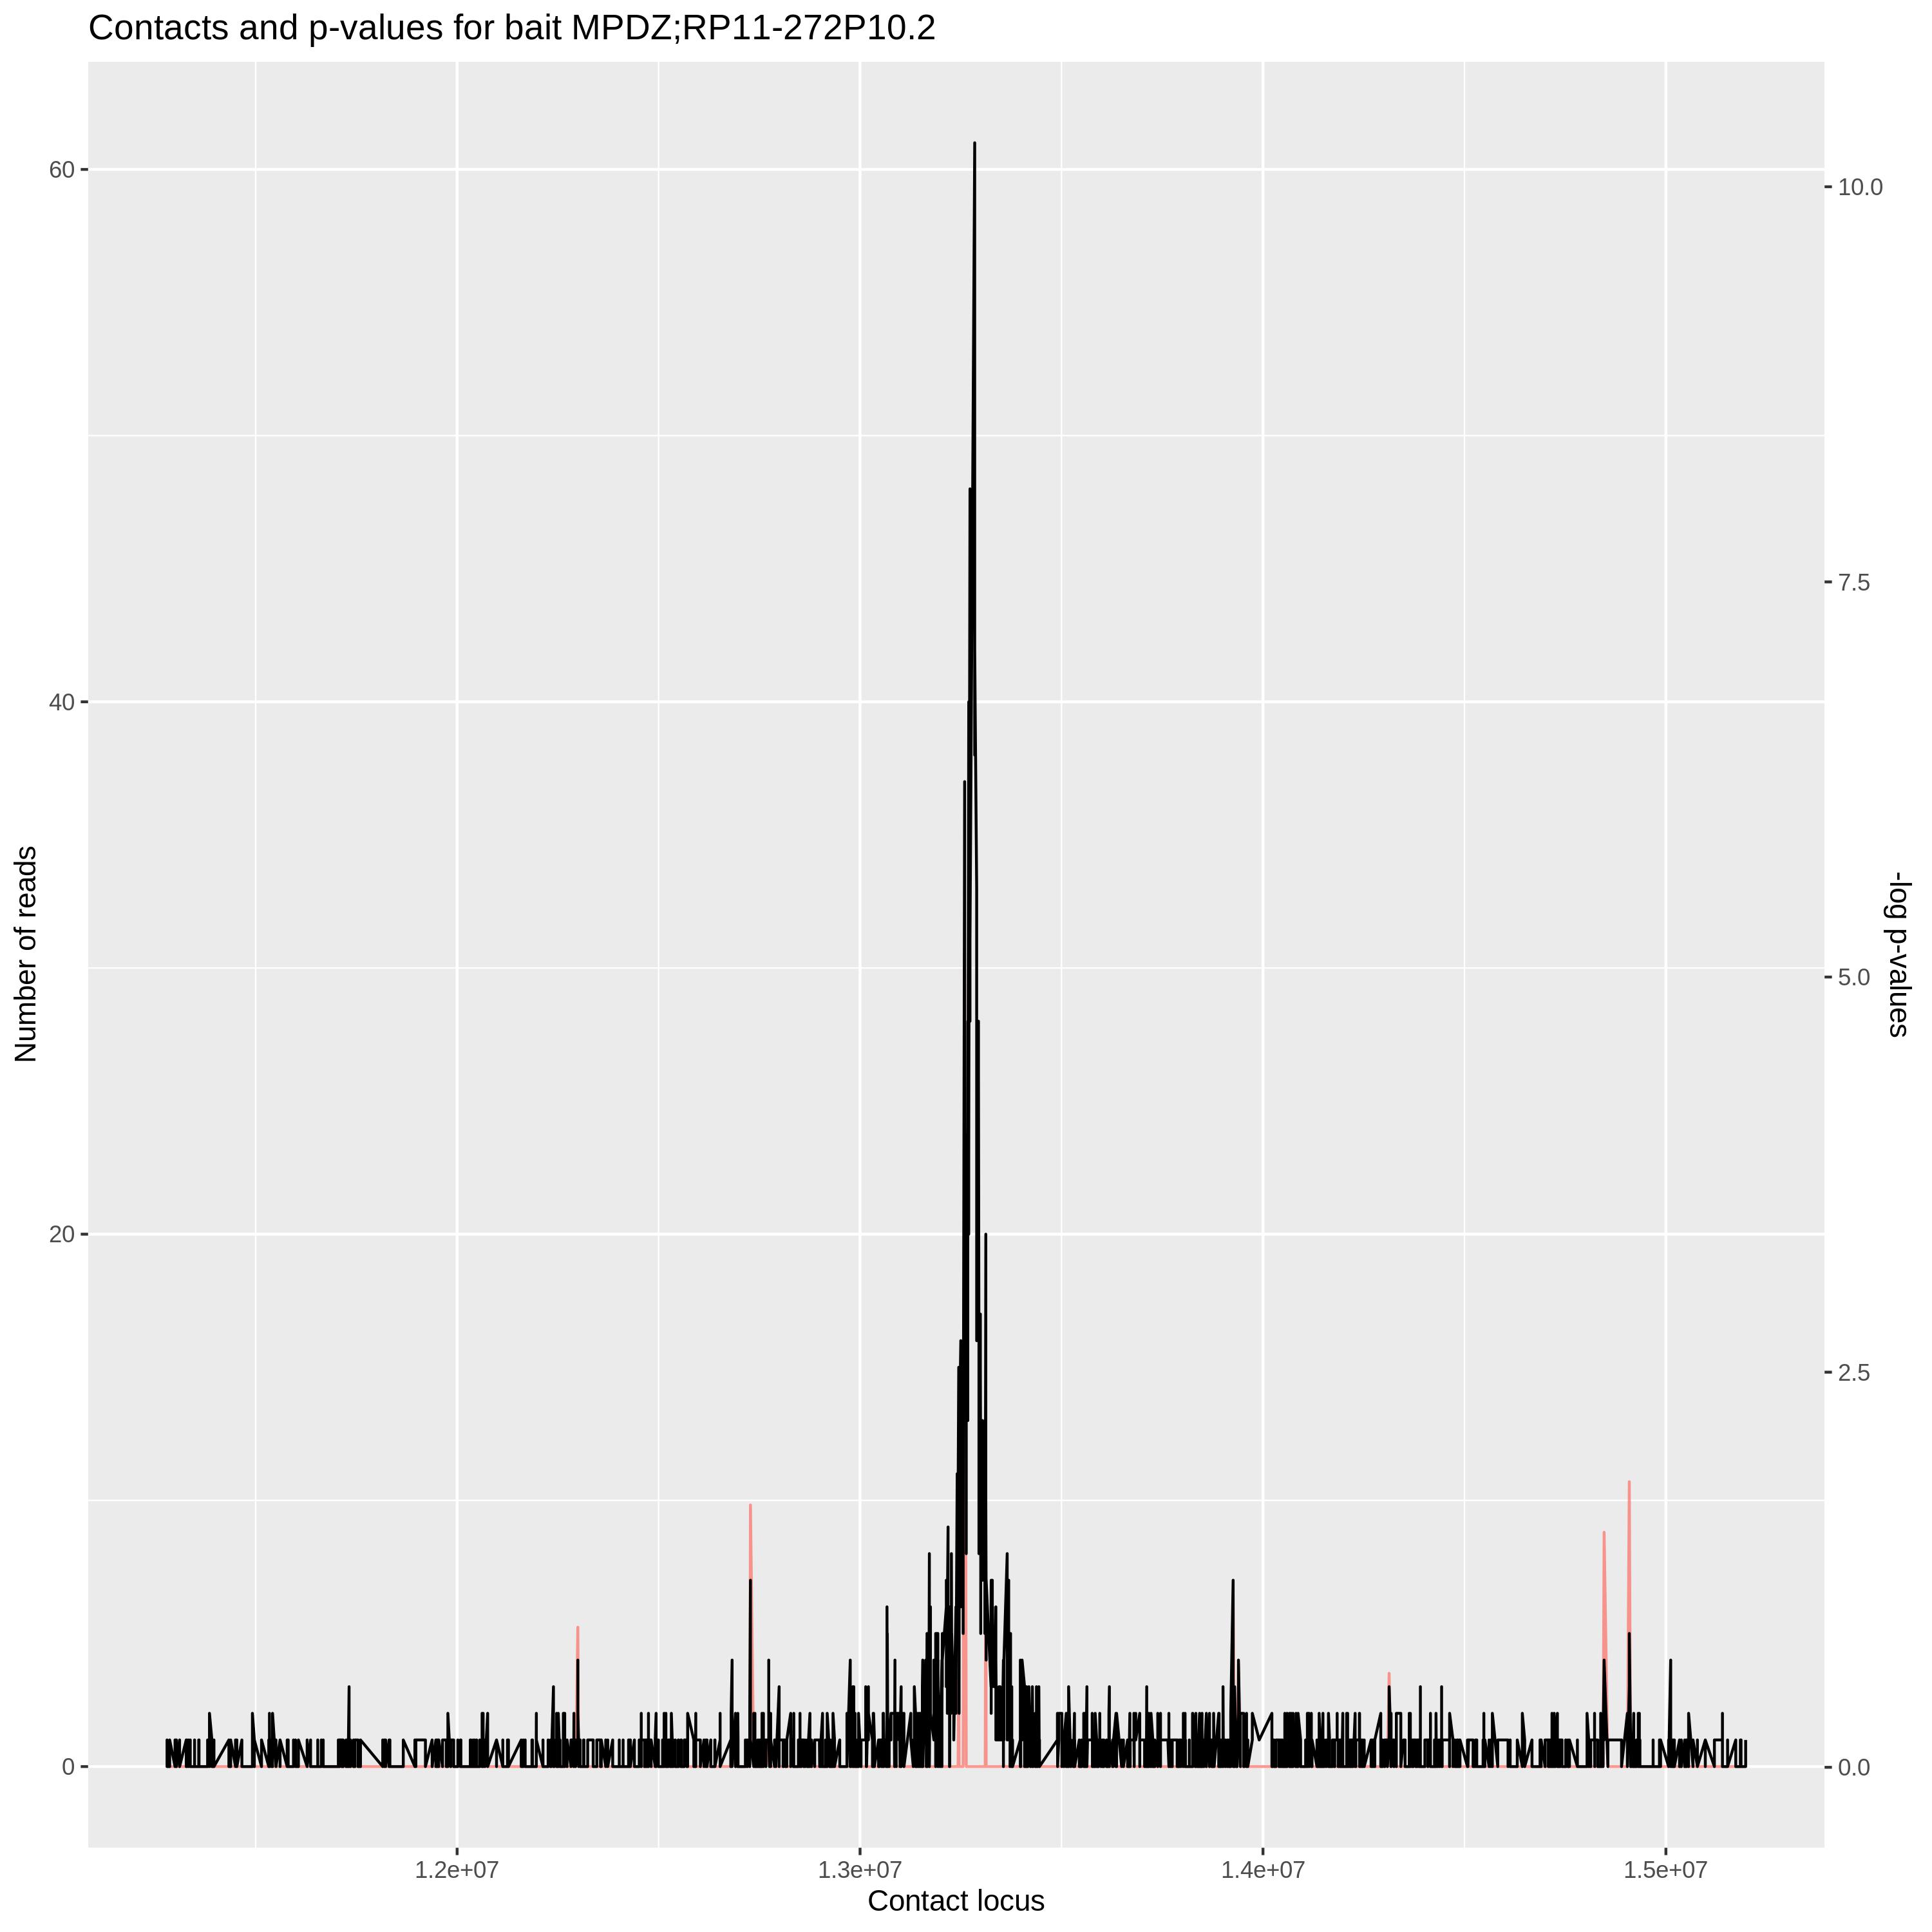 Contacts and p-values for bait MPDZ;RP11-272P10.2
60
40
20
0
Number of reads
10.0
7.5
5.0
2.5
0.0
-log p-values
1.2e+07
1.3e+07
1.4e+07
1.5e+07
Contact locus